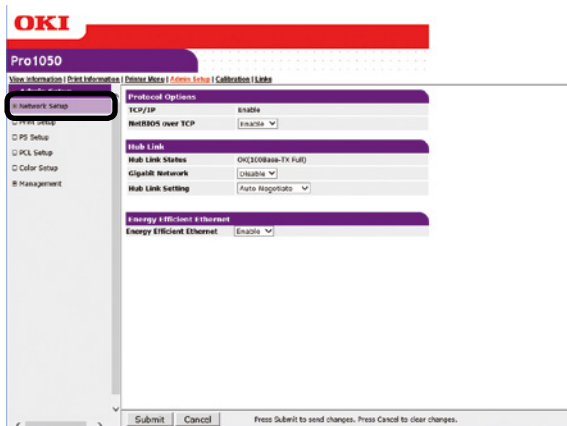 OKI
Pro1050
View Information | Print Information | Printer Menu | Admin Setup | Calibration | Links
Admin Setup
Network Setup
Print Setup
PS Setup
PCL Setup
Color Setup
Management
Protocol Options
TCP/IP Enable
NetBIOS over TCP Enable
Hub Link
Hub Link Status OK(100Base-TX Full)
Gigabit Network Disable
Hub Link Setting Auto Negotiate
Energy Efficient Ethernet
Energy Efficient Ethernet Enable
Submit Cancel Press Submit to send changes. Press Cancel to clear changes.